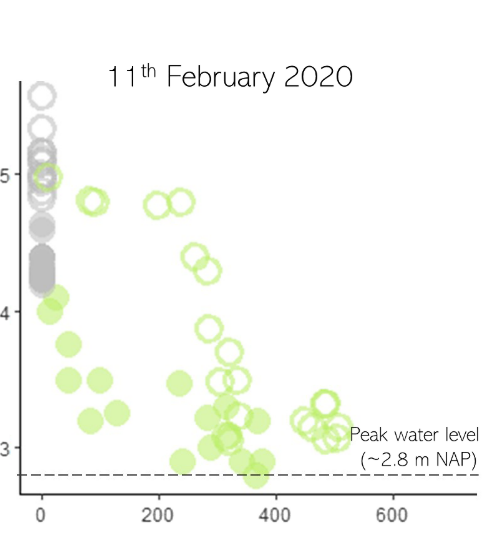 11th February 2020
5
4
3
Peak water level
(~2.8 m NAP)
0 200 400 600